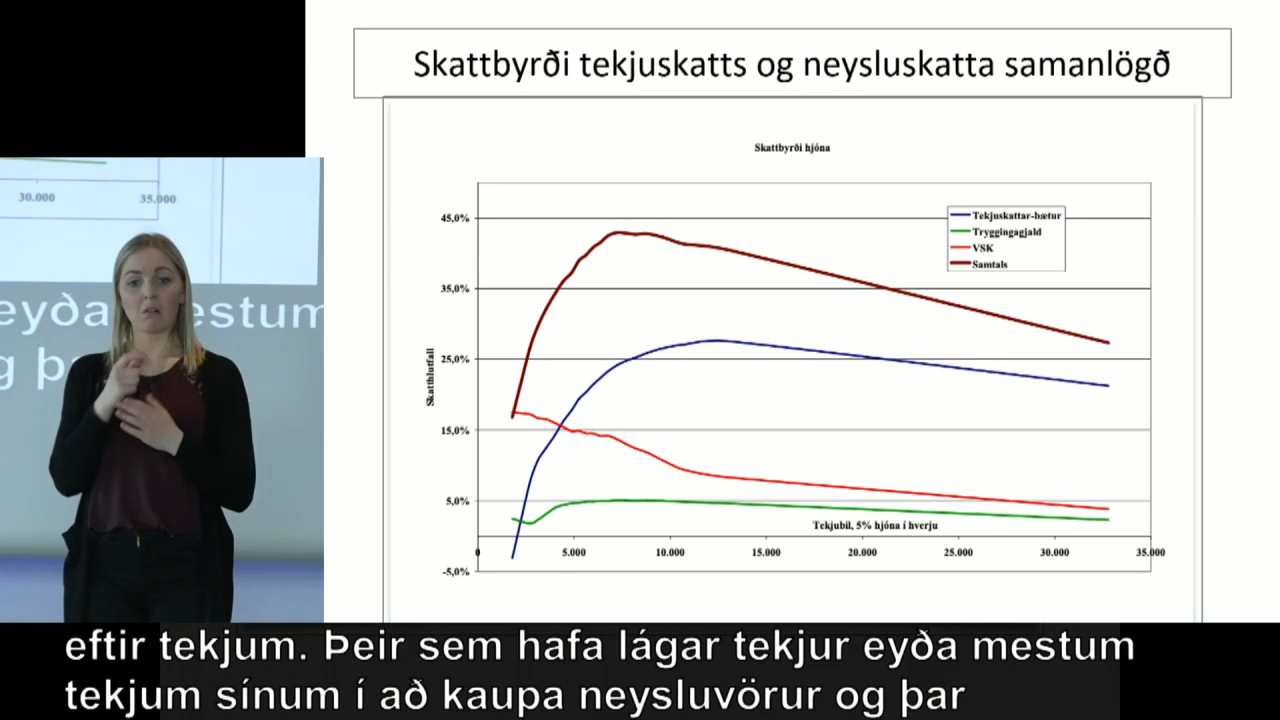 Skattbyrði tekjuskatts og neysluskatta samanlögð
Skattbyrði hjóna
45,0%
35,0%
25,0%
15,0%
5,0%
-5,0%
Skatthlutfall
Tekjuskattar-bætur
Tryggingagjald
VSK
Samtals
Tekjubil, 5% hjóna í hverju
0 5.000 10.000 15.000 20.000 25.000 30.000 35.000
30.000 35.000
eyða mestum
g þ
eftir tekjum. Þeir sem hafa lágar tekjur eyða mestum
tekjum sínum í að kaupa neysluvörur og þar